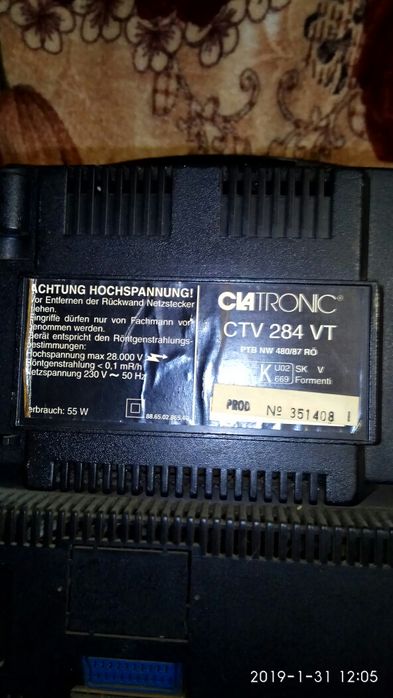 ACHTUNG HOCHSPANNUNG!
Vor Entfernen der Rückwand Netzstecker
ziehen.
Eingriffe dürfen nur von Fachmann vor-
genommen werden.
Gerät entspricht den Röntgenstrahlungs-
bestimmungen:
Hochspannung max 28.000 V
Röntgenstrahlung < 0,1 mR/h
Netzspannung 230 V ~ 50 Hz
erbrauch: 55 W
CLATRONIC®
CTV 284 VT
PTB NW 480/87 RÖ
K U02 SK V
669 Formenti
PROD Nº 351408
2019-1-31 12:05